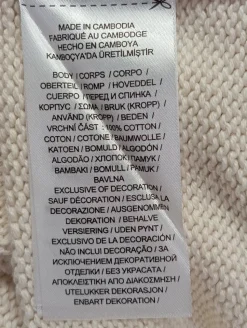 MADE IN CAMBODIA
FABRIQUÉ AU CAMBODGE
HECHO EN CAMBOYA
KAMBOÇYA'DA ÜRETİLMİŞTİR
BODY / CORPS / CORPO /
OBERTEIL / ROMP / HOVEDDEL /
CUERPO / ПЕРЕД И СПИНКА /
КОРПУС / ΣΩΜΑ / BRUK (KROPP) /
ANVÄND (KROPP) / BEDEN /
VRCHNÍ ČÁST 100% COTTON /
COTON / COTONE / BAUMWOLLE /
KATOEN / BOMULD / ALGODÓN /
ALGODÃO / ХЛОПОК / ПАМУК /
ΒΑΜΒΑΚΙ / BOMULL / PAMUK /
BAVLNA
EXCLUSIVE OF DECORATION /
SAUF DÉCORATION / ESCLUSA LA
DECORAZIONE / AUSGENOMMEN
DEKORATION / BEHALVE
VERSIERING / UDEN PYNT /
EXCLUSIVO DE LA DECORACIÓN /
NÃO INCLUI DECORAÇÃO / ЗА
ИСКЛЮЧЕНИЕМ ДЕКОРАТИВНОЙ
ОТДЕЛКИ / БЕЗ УКРАСАТА /
ΑΠΟΚΛΕΙΣΤΙΚΗ ΑΠΟ ΔΙΑΚΟΣΜΗΣΗ /
UTELUKKER DEKORASJON /
ENBART DEKORATION /